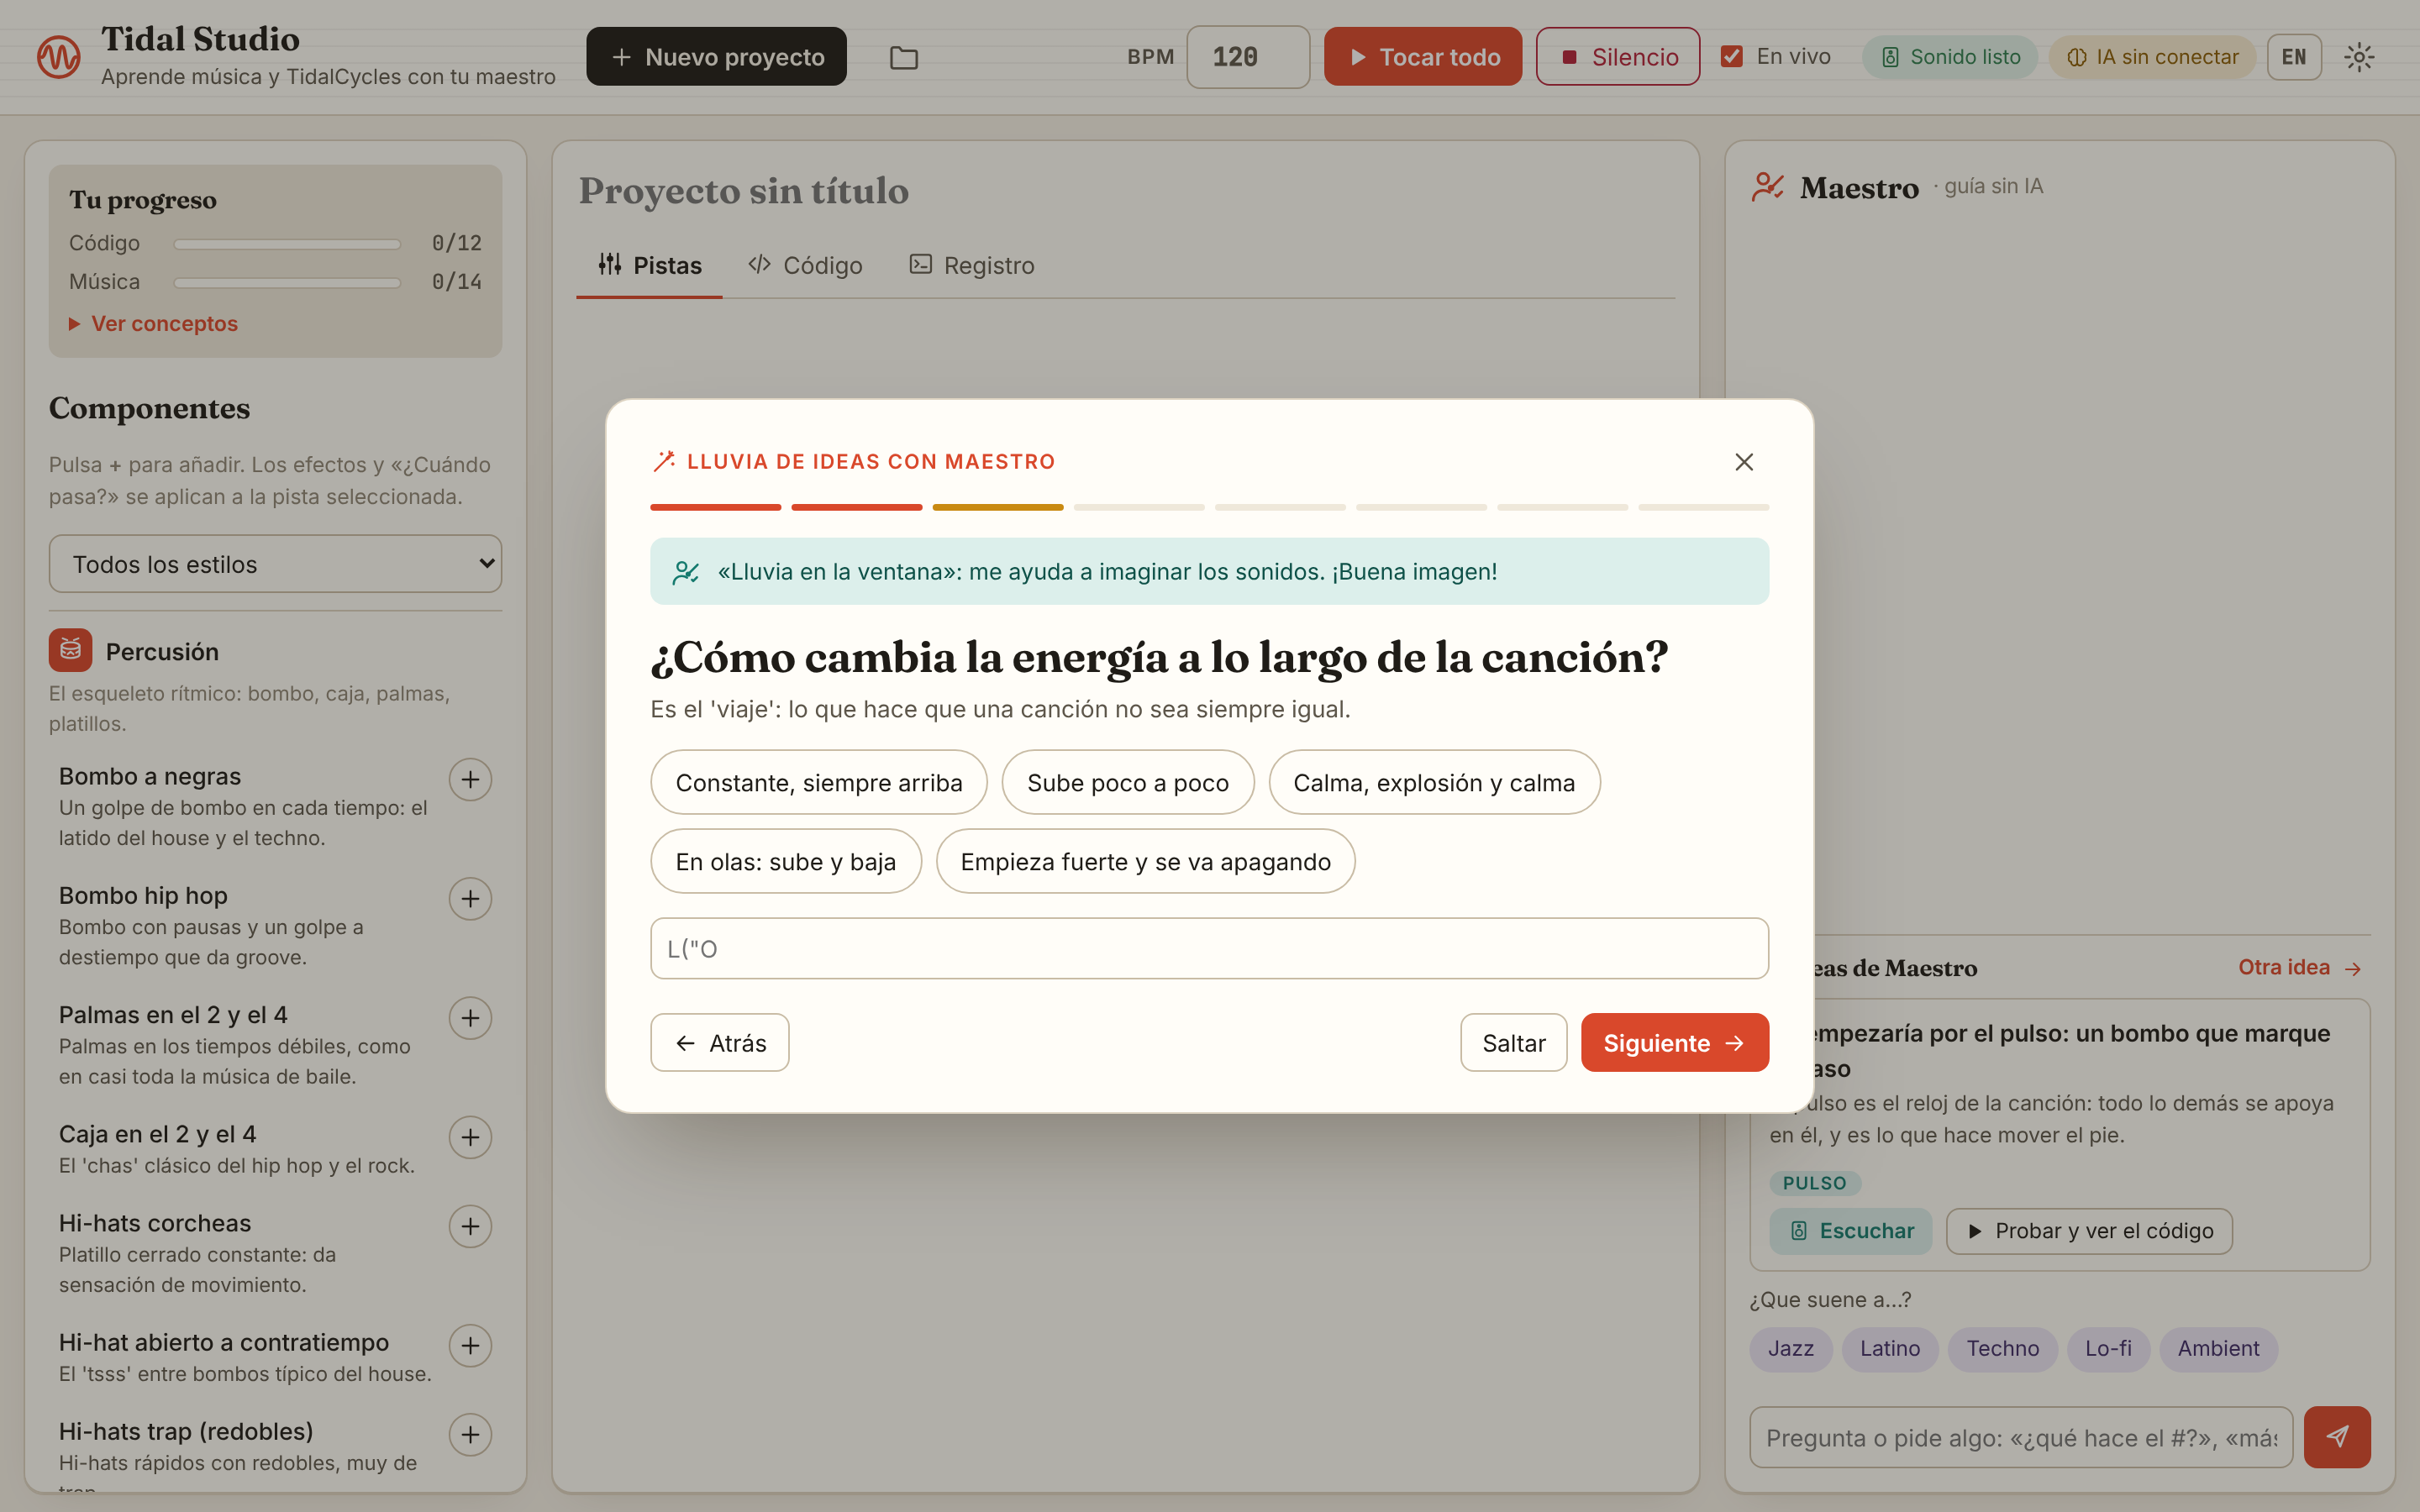 Tidal Studio
Aprende música y TidalCycles con tu maestro
Nuevo proyecto
BPM
120
Tocar todo
Silencio
En vivo
Sonido listo
IA sin conectar
EN
Tu progreso
Código
0/12
Música
0/14
Ver conceptos
Componentes
Pulsa + para añadir. Los efectos y «¿Cuándo
pasa?» se aplican a la pista seleccionada.
Todos los estilos
Percusión
El esqueleto rítmico: bombo, caja, palmas,
platillos.
Bombo a negras
Un golpe de bombo en cada tiempo: el
latido del house y el techno.
Bombo hip hop
Bombo con pausas y un golpe a
destiempo que da groove.
Palmas en el 2 y el 4
Palmas en los tiempos débiles, como
en casi toda la música de baile.
Caja en el 2 y el 4
El 'chas' clásico del hip hop y el rock.
Hi-hats corcheas
Platillo cerrado constante: da
sensación de movimiento.
Hi-hat abierto a contratiempo
El 'tsss' entre bombos típico del house.
Hi-hats trap (redobles)
Hi-hats rápidos con redobles, muy de
Proyecto sin título
Pistas
Código
Registro
LLUVIA DE IDEAS CON MAESTRO
«Lluvia en la ventana»: me ayuda a imaginar los sonidos. ¡Buena imagen!
¿Cómo cambia la energía a lo largo de la canción?
Es el 'viaje': lo que hace que una canción no sea siempre igual.
Constante, siempre arriba
Sube poco a poco
Calma, explosión y calma
En olas: sube y baja
Empieza fuerte y se va apagando
L("O
Atrás
Saltar
Siguiente
Maestro
· guía sin IA
de Maestro
Otra idea
por el pulso: un bombo que marque
es el reloj de la canción: todo lo demás se apoya
en él, y es lo que hace mover el pie.
PULSO
Escuchar
Probar y ver el código
¿Que suene a...?
Jazz
Latino
Techno
Lo-fi
Ambient
Pregunta o pide algo: «¿qué hace el #?», «más